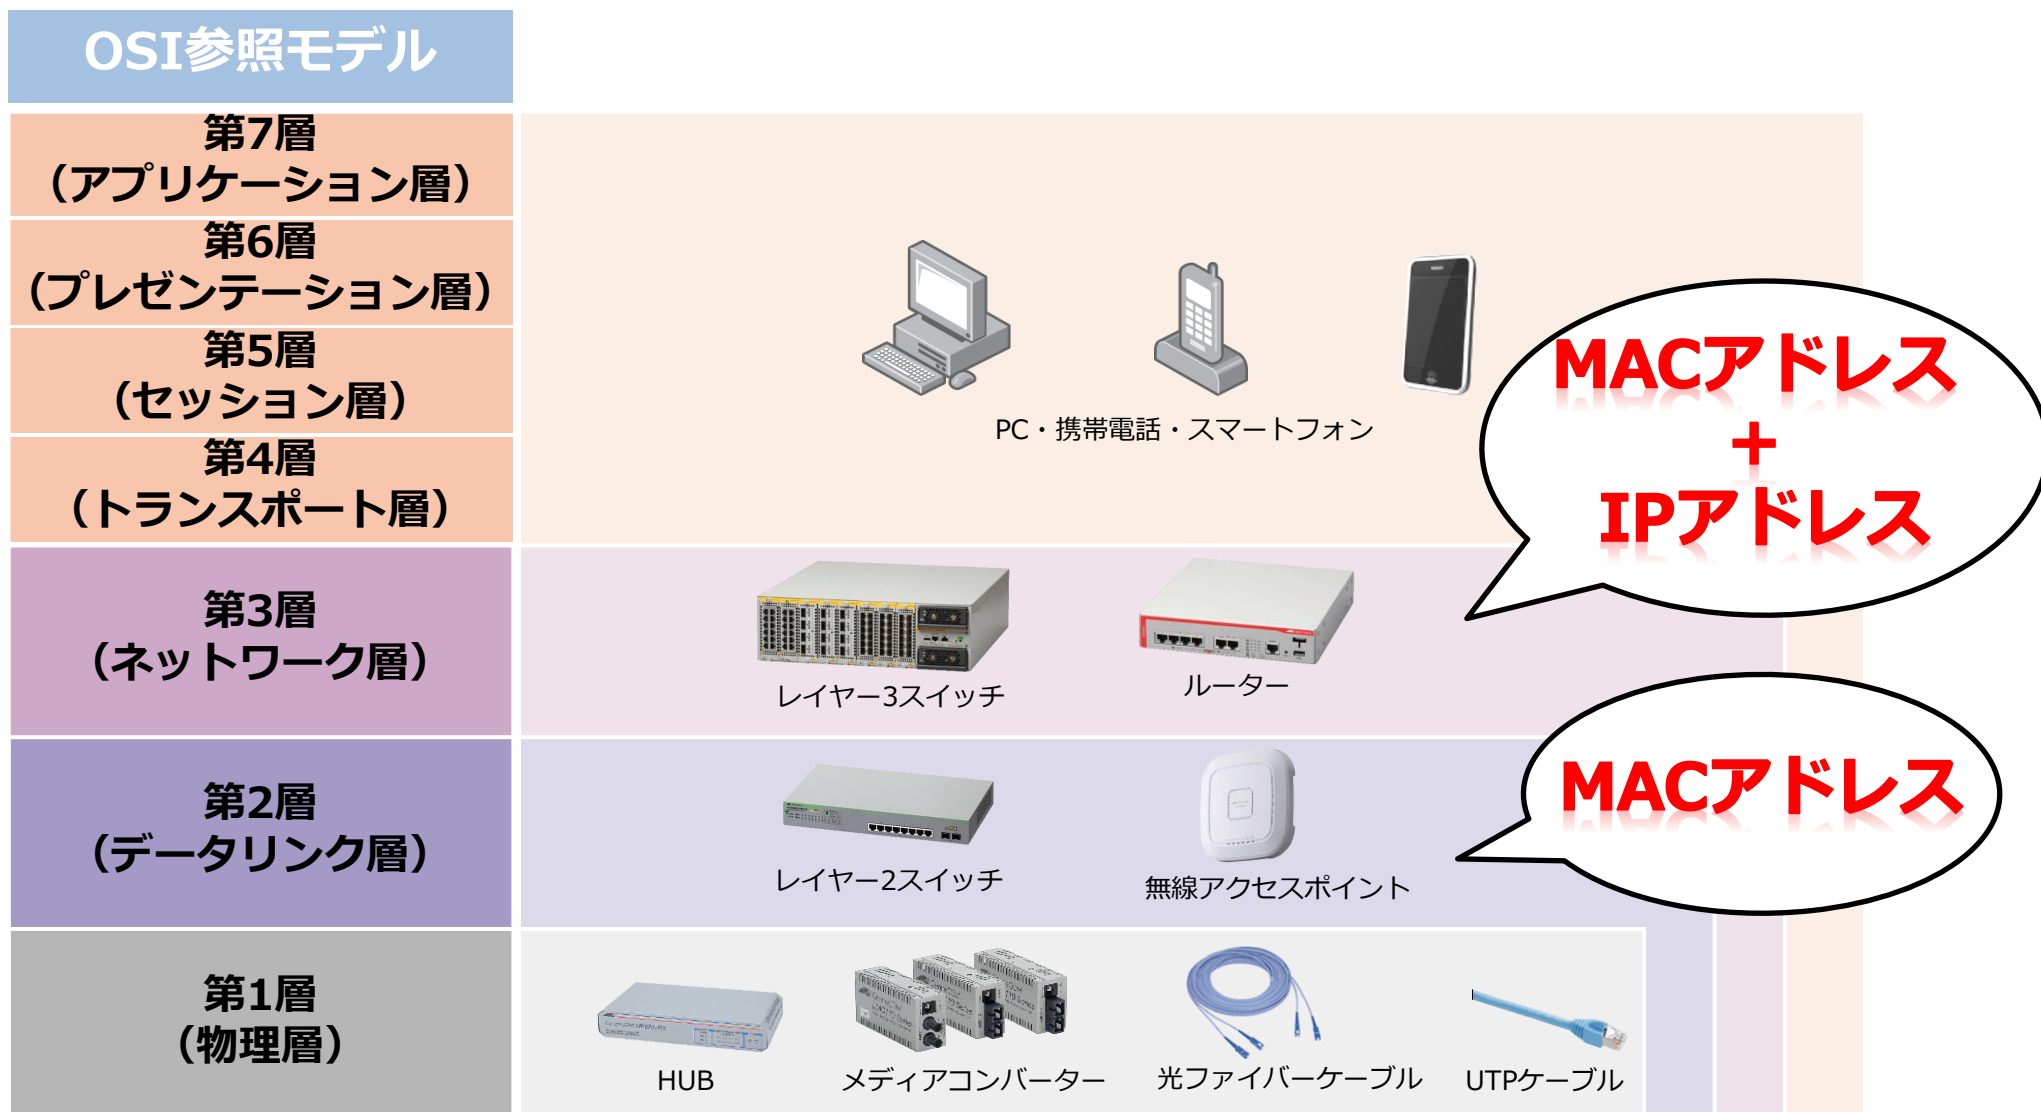 OSI参照モデル
第7層
（アプリケーション層）
第6層
（プレゼンテーション層）
第5層
（セッション層）
第4層
（トランスポート層）
PC・携帯電話・スマートフォン
MACアドレス
+
IPアドレス
第3層
（ネットワーク層）
レイヤー3スイッチ
ルーター
第2層
（データリンク層）
レイヤー2スイッチ
無線アクセスポイント
MACアドレス
第1層
（物理層）
HUB
メディアコンバーター
光ファイバーケーブル
UTPケーブル